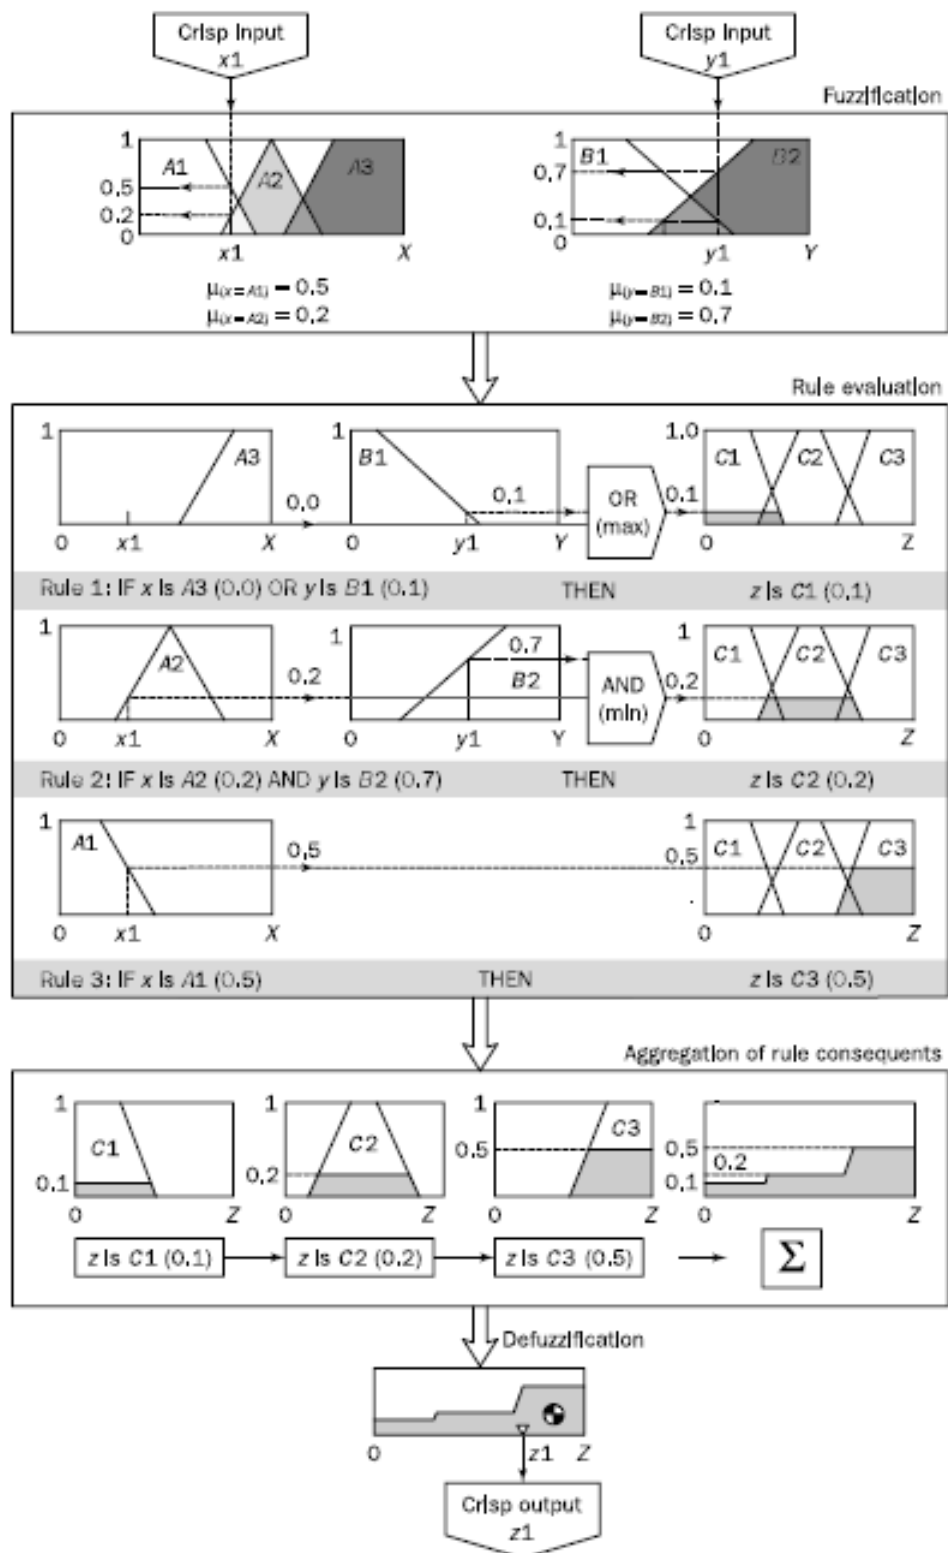 Crisp Input
x1
Crisp Input
y1
Fuzzification
1
A1
A2
A3
0.5
0.2
0
x1
X
1
B1
B2
0.7
0.1
0
y1
Y
μ(x=A1) = 0.5
μ(x=A2) = 0.2
μ(y=B1) = 0.1
μ(y=B2) = 0.7
Rule evaluation
1
A3
0
x1
X
0.0
1
B1
0.1
0
y1
Y
OR
(max)
0.1
1.0
C1
C2
C3
0
Z
Rule 1: IF x is A3 (0.0) OR y is B1 (0.1) THEN z is C1 (0.1)
1
A2
0
x1
X
0.2
1
0.7
B2
0
y1
Y
AND
(min)
0.2
1
C1
C2
C3
0
Z
Rule 2: IF x is A2 (0.2) AND y is B2 (0.7) THEN z is C2 (0.2)
1
A1
0
x1
X
0.5
1
0.5
C1
C2
C3
0
Z
Rule 3: IF x is A1 (0.5) THEN z is C3 (0.5)
Aggregation of rule consequents
1
C1
0.1
0
Z
1
C2
0.2
0
Z
1
C3
0.5
0
Z
0.5
0.2
0.1
0
Z
z is C1 (0.1)
z is C2 (0.2)
z is C3 (0.5)
Σ
Defuzzification
0
z1
Z
Crisp output
z1